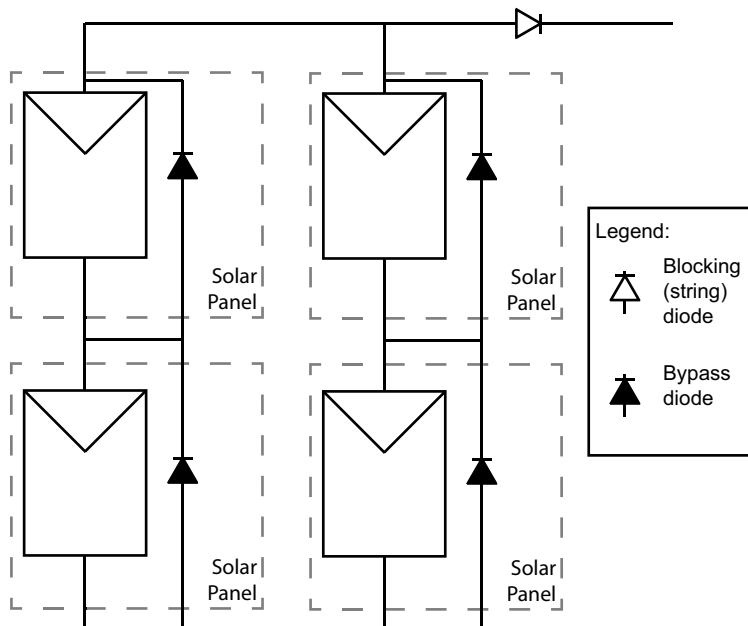 Solar
Panel
Solar
Panel
Legend:
Blocking
(string)
diode
Bypass
diode
Solar
Panel
Solar
Panel